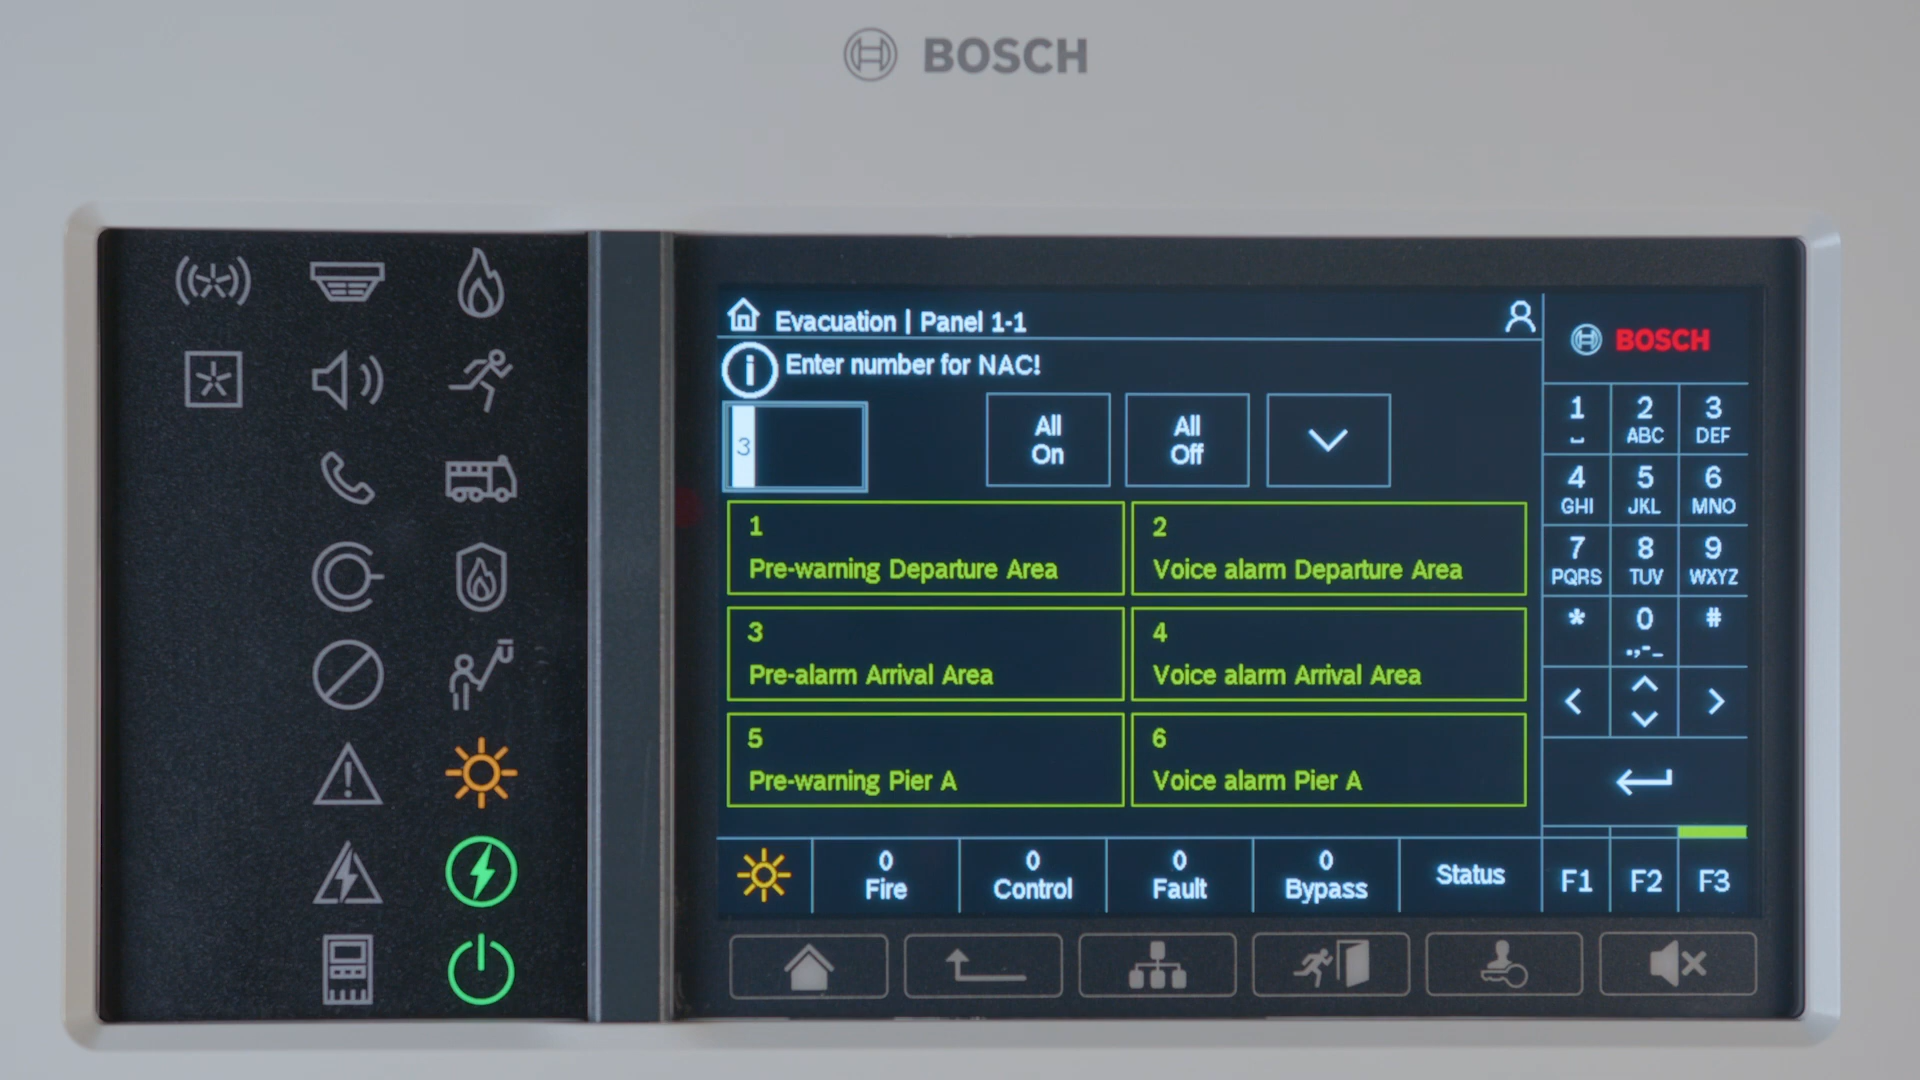 BOSCH
Evacuation | Panel 1-1
Enter number for NAC!
3
All
On
All
Off
1
Pre-warning Departure Area
2
Voice alarm Departure Area
3
Pre-alarm Arrival Area
4
Voice alarm Arrival Area
5
Pre-warning Pier A
6
Voice alarm Pier A
0
Fire
0
Control
0
Fault
0
Bypass
Status
BOSCH
1
2
ABC
3
DEF
4
GHI
5
JKL
6
MNO
7
PQRS
8
TUV
9
WXYZ
*
0
.,-_
#
F1
F2
F3